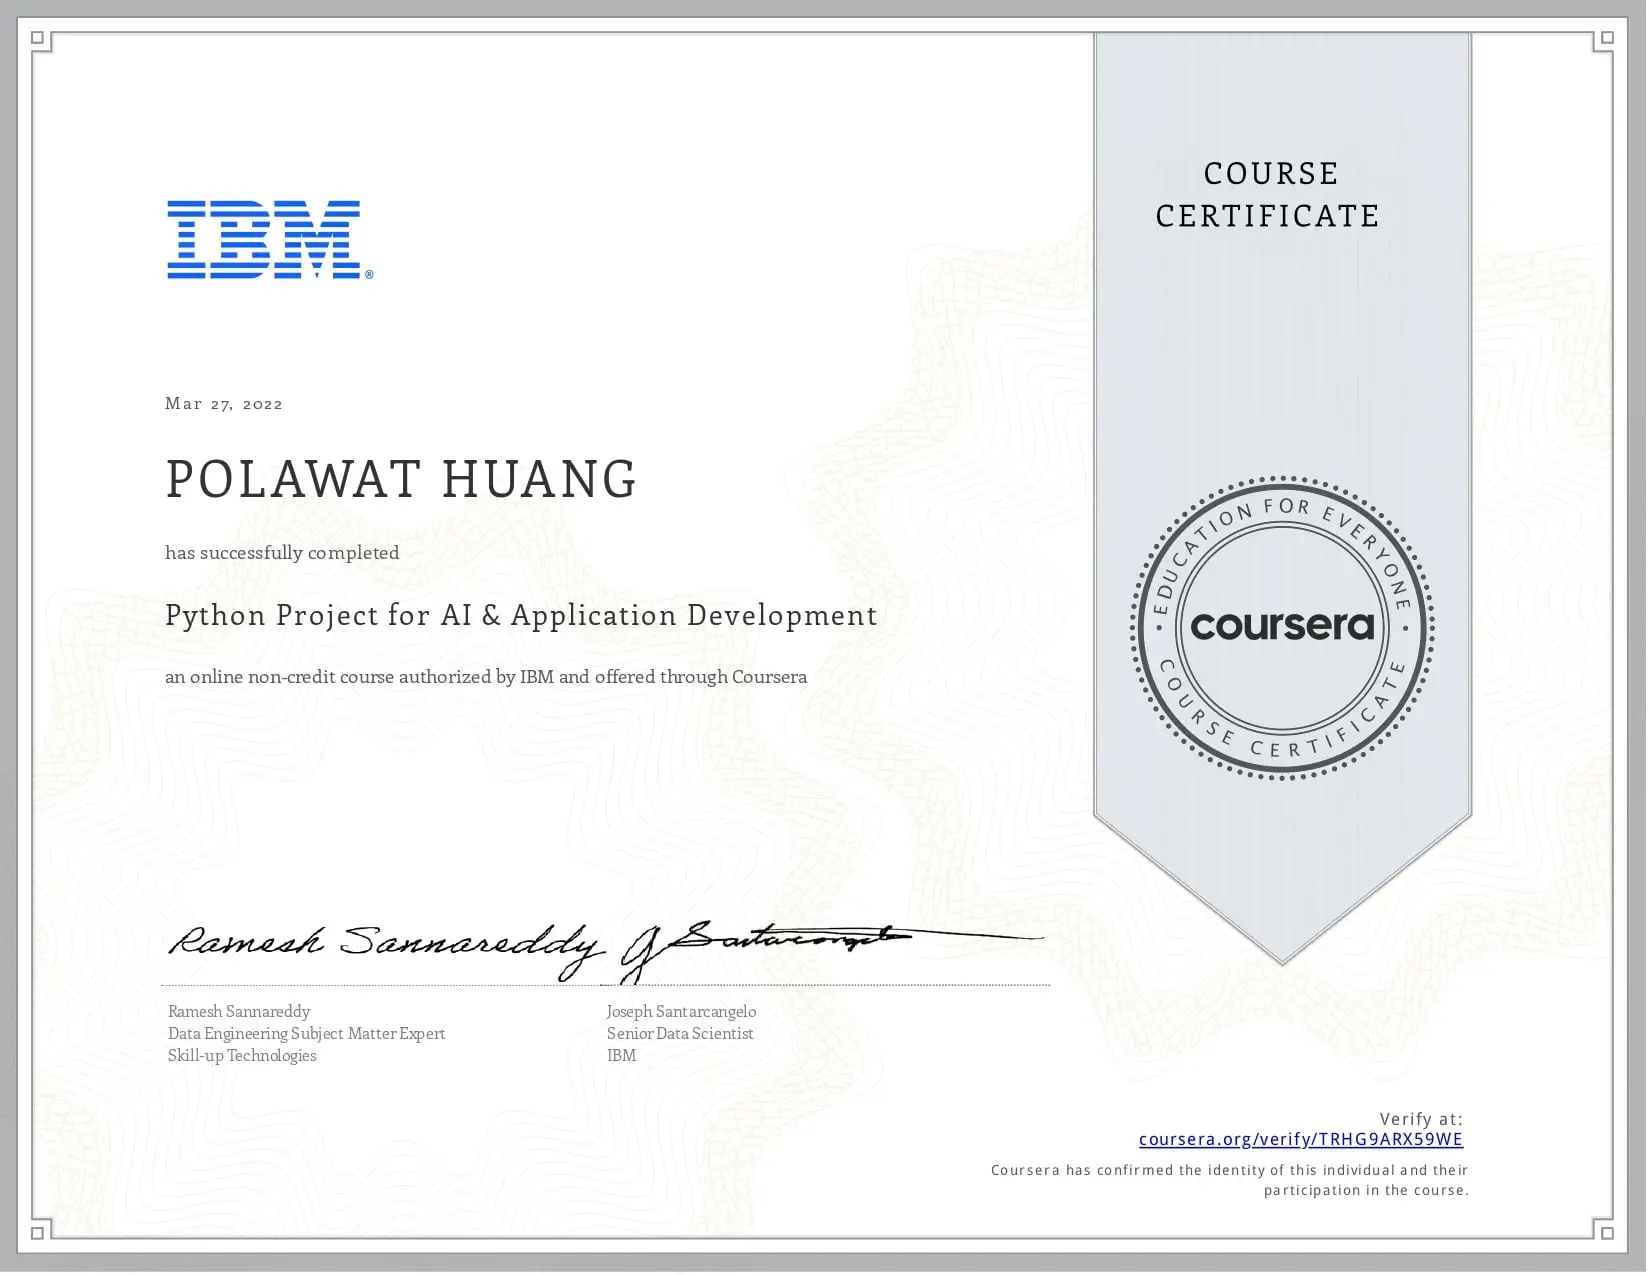 COURSE
CERTIFICATE
IBM®
Mar 27, 2022
POLAWAT HUANG
has successfully completed
Python Project for AI & Application Development
an online non-credit course authorized by IBM and offered through Coursera
EDUCATION FOR EVERYONE
coursera
COURSE CERTIFICATE
Ramesh Sannareddy
J Santarcangelo
Ramesh Sannareddy
Data Engineering Subject Matter Expert
Skill-up Technologies
Joseph Santarcangelo
Senior Data Scientist
IBM
Verify at:
coursera.org/verify/TRHG9ARX59WE
Coursera has confirmed the identity of this individual and their
participation in the course.